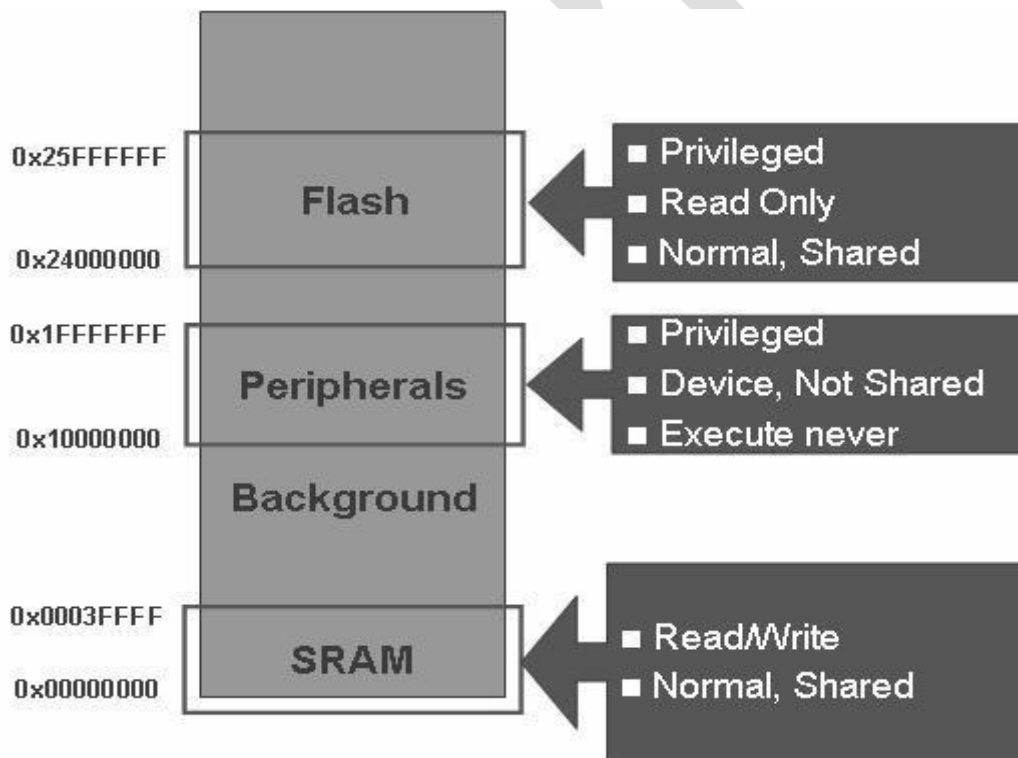 0x25FFFFFF
Flash
0x24000000
■ Privileged
■ Read Only
■ Normal, Shared
0x1FFFFFFF
Peripherals
0x10000000
■ Privileged
■ Device, Not Shared
■ Execute never
Background
0x0003FFFF
SRAM
0x00000000
■ Read/Write
■ Normal, Shared